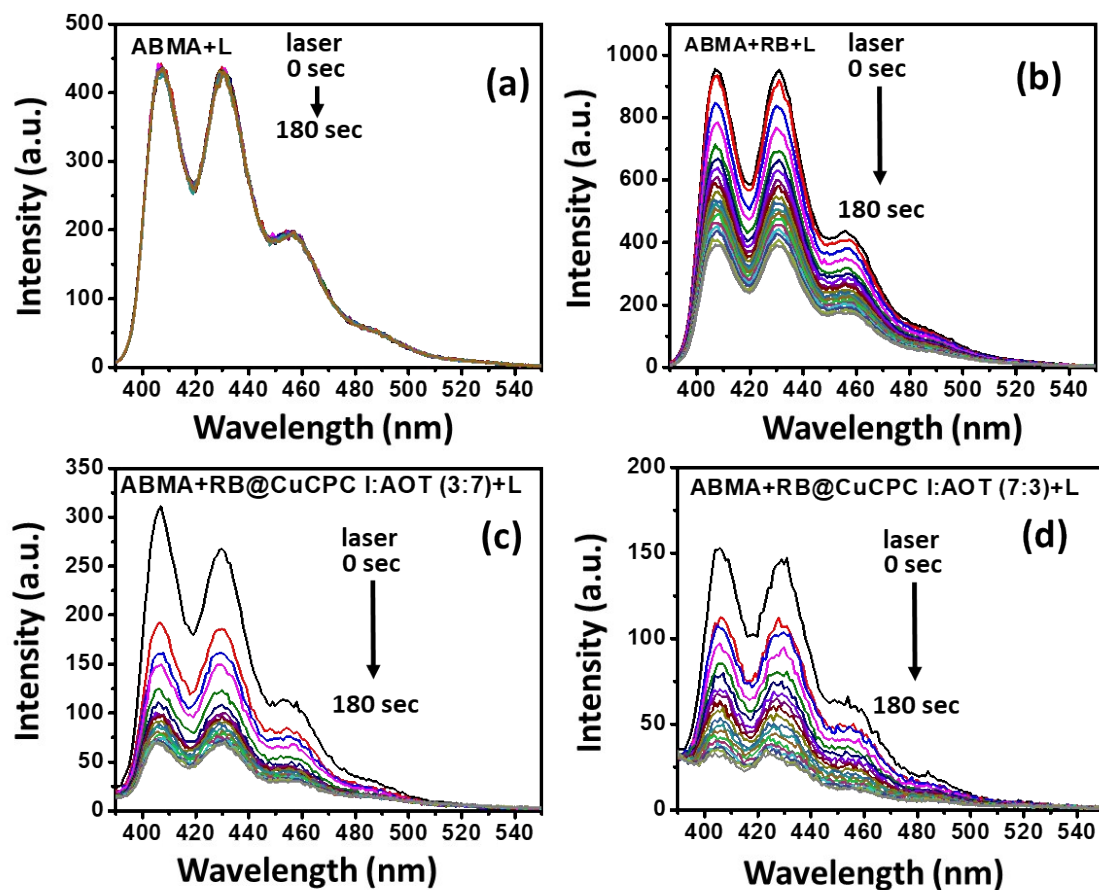 ABMA+L
laser
0 sec
180 sec
(a)
500
400
300
200
100
0
400 420 440 460 480 500 520 540
Intensity (a.u.)
Wavelength (nm)
ABMA+RB+L
laser
0 sec
180 sec
(b)
1000
800
600
400
200
0
400 420 440 460 480 500 520 540
Intensity (a.u.)
Wavelength (nm)
ABMA+RB@CuCPC I:AOT (3:7)+L
laser
0 sec
180 sec
(c)
350
300
250
200
150
100
50
0
400 420 440 460 480 500 520 540
Intensity (a.u.)
Wavelength (nm)
ABMA+RB@CuCPC I:AOT (7:3)+L
laser
0 sec
180 sec
(d)
200
150
100
50
0
400 420 440 460 480 500 520 540
Intensity (a.u.)
Wavelength (nm)